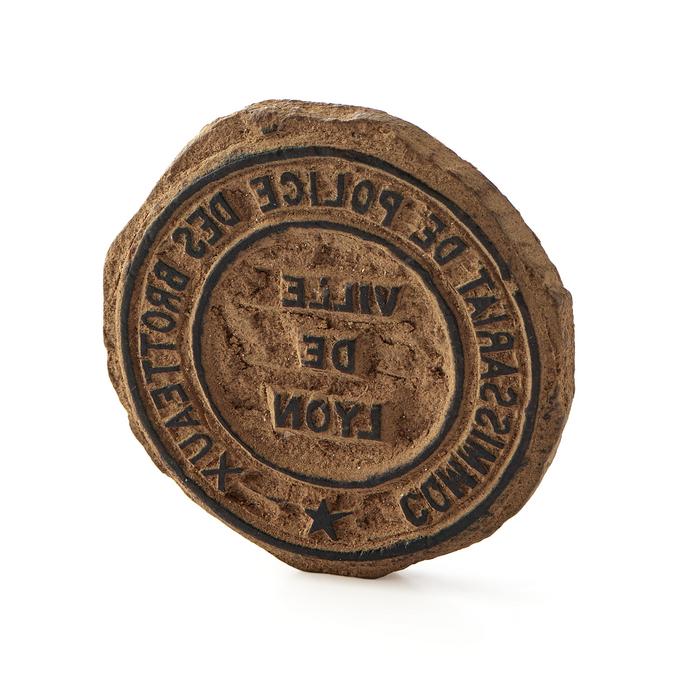 COMMISSARIAT DE POLICE DES BROTTEAUX
VILLE
DE
LYON